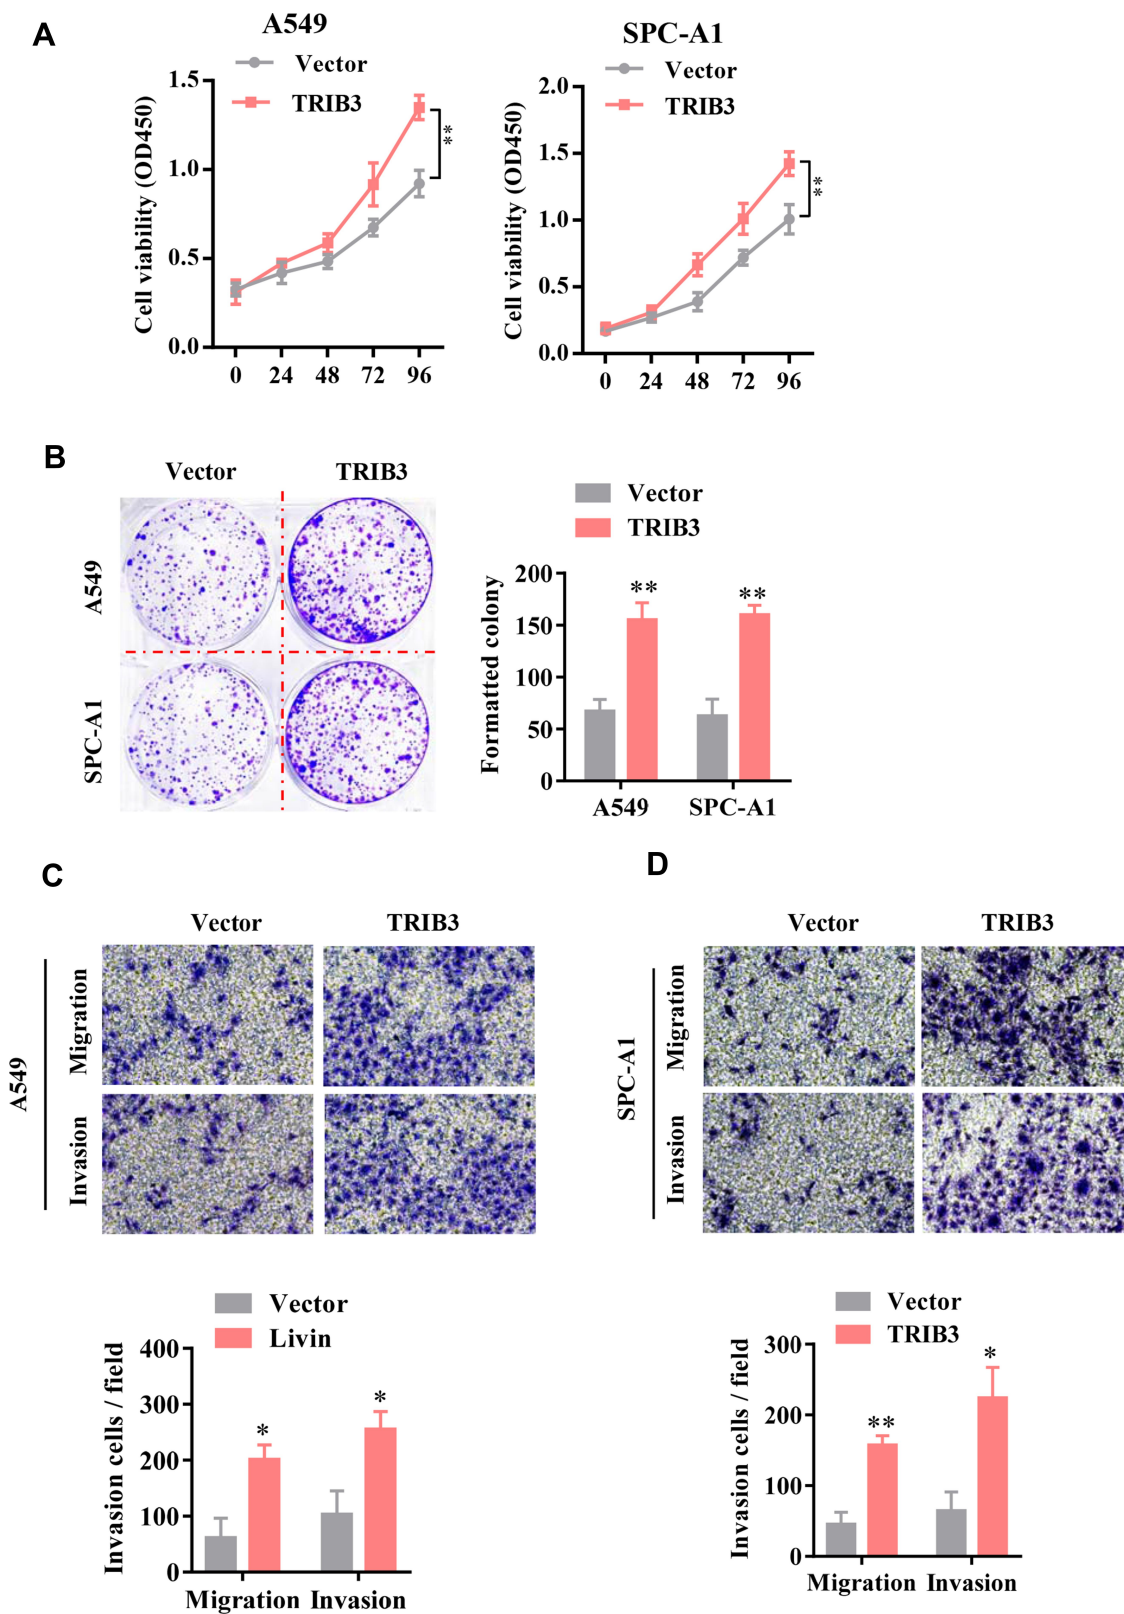 A
A549
Vector
TRIB3
Cell viability (OD450)
1.5
1.0
0.5
0.0
**
0 24 48 72 96
SPC-A1
Vector
TRIB3
Cell viability (OD450)
2.0
1.5
1.0
0.5
0.0
**
0 24 48 72 96
B
Vector TRIB3
A549
SPC-A1
Vector
TRIB3
Formatted colony
200
150
100
50
0
** **
A549 SPC-A1
C
Vector TRIB3
A549
Migration
Invasion
Vector
Livin
Invasion cells / field
400
300
200
100
0
* *
Migration Invasion
D
Vector TRIB3
SPC-A1
Migration
Invasion
Vector
TRIB3
Invasion cells / field
300
200
100
0
** *
Migration Invasion